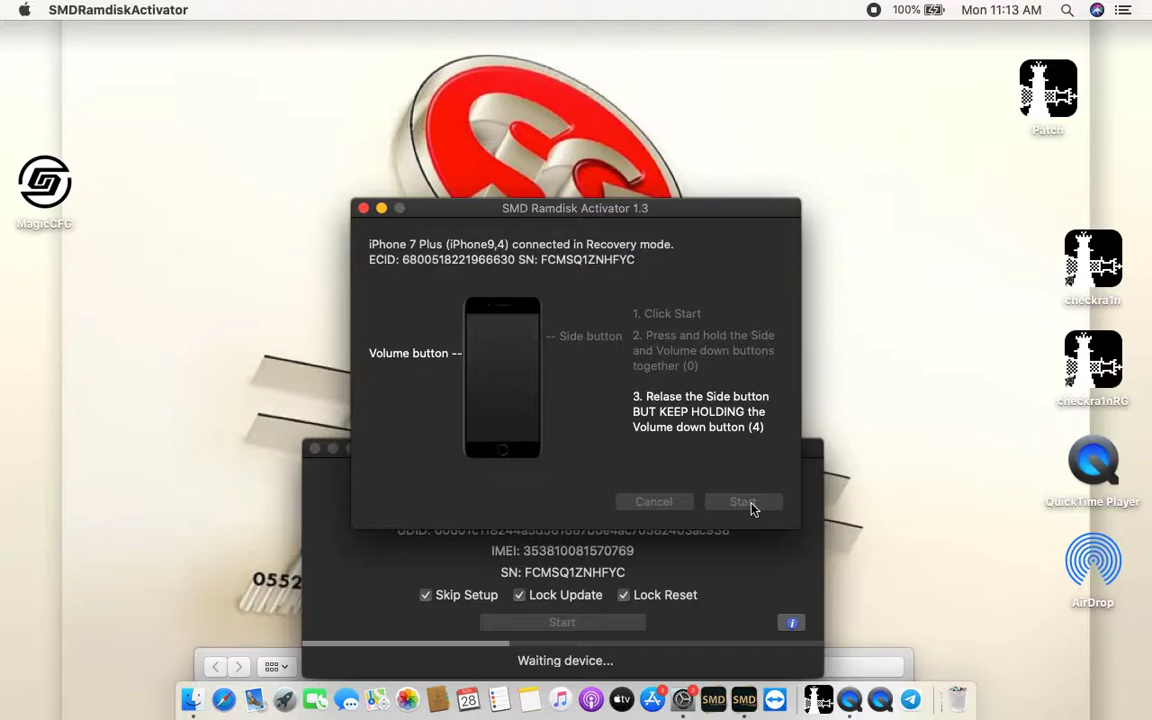 SMDRamdiskActivator
100%
Mon 11:13 AM
Patch
MagicCFG
SMD Ramdisk Activator 1.3
iPhone 7 Plus (iPhone9,4) connected in Recovery mode.
ECID: 6800518221966630 SN: FCMSQ1ZNHFYC
1. Click Start
-- Side button
2. Press and hold the Side
and Volume down buttons
together (0)
Volume button --
3. Relase the Side button
BUT KEEP HOLDING the
Volume down button (4)
Cancel
Start
checkra1n
checkra1nRG
QuickTime Player
AirDrop
IMEI: 353810081570769
SN: FCMSQ1ZNHFYC
0552
Skip Setup
Lock Update
Lock Reset
Start
Waiting device...
NOV
28
SMD
SMD